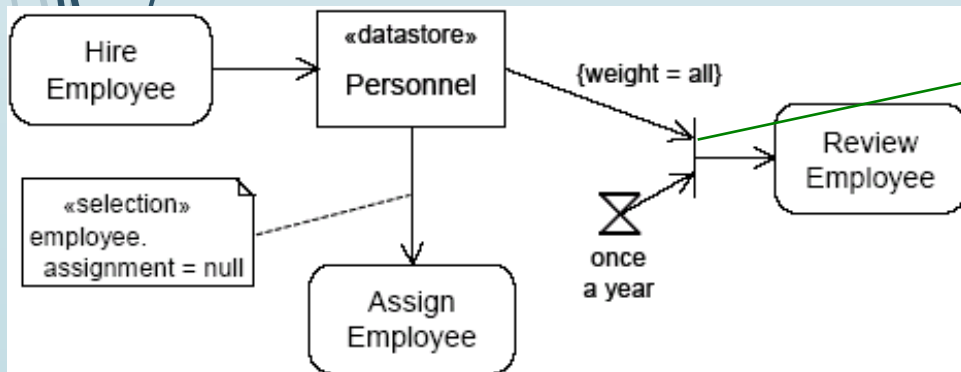 Hire
Employee
«datastore»
Personnel
{weight = all}
Review
Employee
«selection»
employee.
assignment = null
once
a year
Assign
Employee